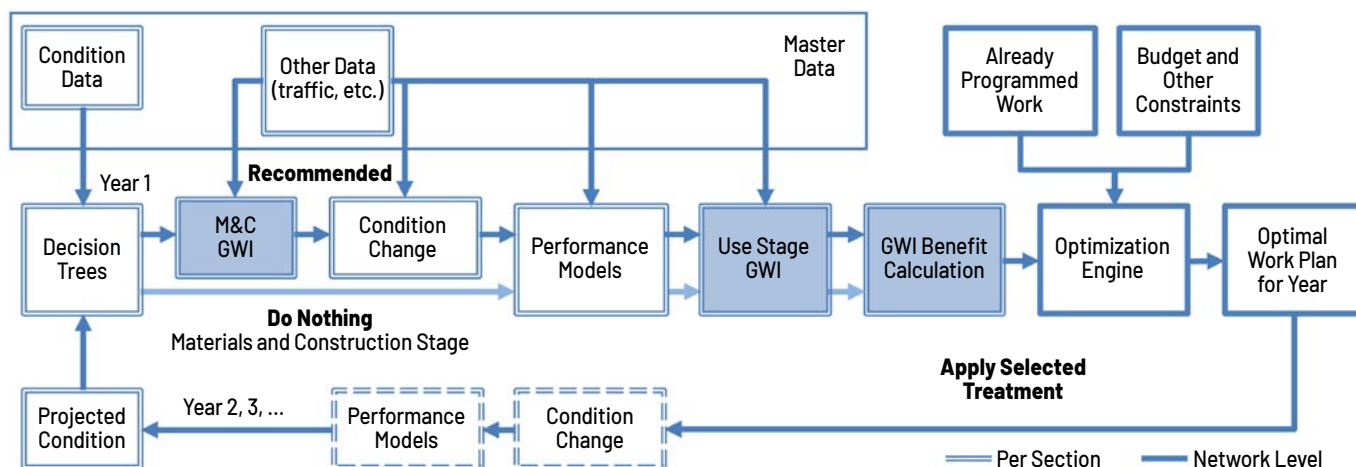 Condition
Data
Other Data
(traffic, etc.)
Master
Data
Already
Programmed
Work
Budget and
Other
Constraints
Year 1
Recommended
Decision
Trees
M&C
GWI
Condition
Change
Performance
Models
Use Stage
GWI
GWI Benefit
Calculation
Optimization
Engine
Optimal
Work Plan
for Year
Do Nothing
Materials and Construction Stage
Apply Selected
Treatment
Projected
Condition
Year 2, 3, ...
Performance
Models
Condition
Change
Per Section
Network Level